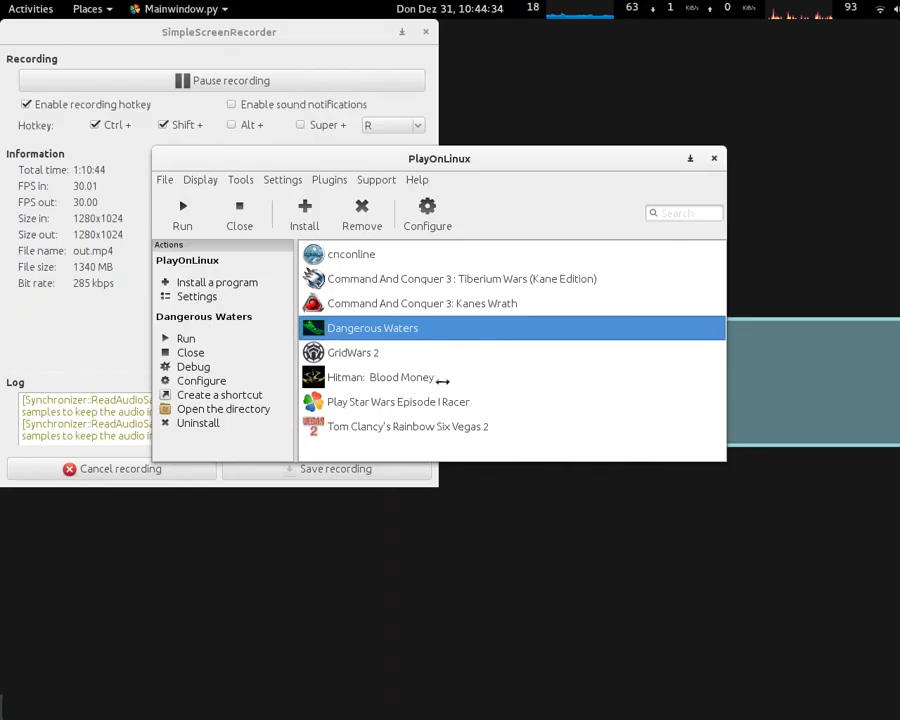 Activities Places Mainwindow.py Don Dez 31, 10:44:34 18 63 1 KiB/s 0 KiB/s 93
SimpleScreenRecorder
Recording
Pause recording
Enable recording hotkey Enable sound notifications
Hotkey: Ctrl + Shift + Alt + Super + R
Information
Total time: 1:10:44
FPS in: 30.01
FPS out: 30.00
Size in: 1280x1024
Size out: 1280x1024
File name: out.mp4
File size: 1340 MB
Bit rate: 285 kbps
Log
[Synchronizer::ReadAudioSa
samples to keep the audio in
[Synchronizer::ReadAudioSa
samples to keep the audio in
Cancel recording Save recording
PlayOnLinux
File Display Tools Settings Plugins Support Help
Run Close Install Remove Configure Search
Actions
PlayOnLinux
Install a program
Settings
Dangerous Waters
Run
Close
Debug
Configure
Create a shortcut
Open the directory
Uninstall
cnconline
Command And Conquer 3 : Tiberium Wars (Kane Edition)
Command And Conquer 3: Kanes Wrath
Dangerous Waters
GridWars 2
Hitman: Blood Money
Play Star Wars Episode I Racer
Tom Clancy's Rainbow Six Vegas 2